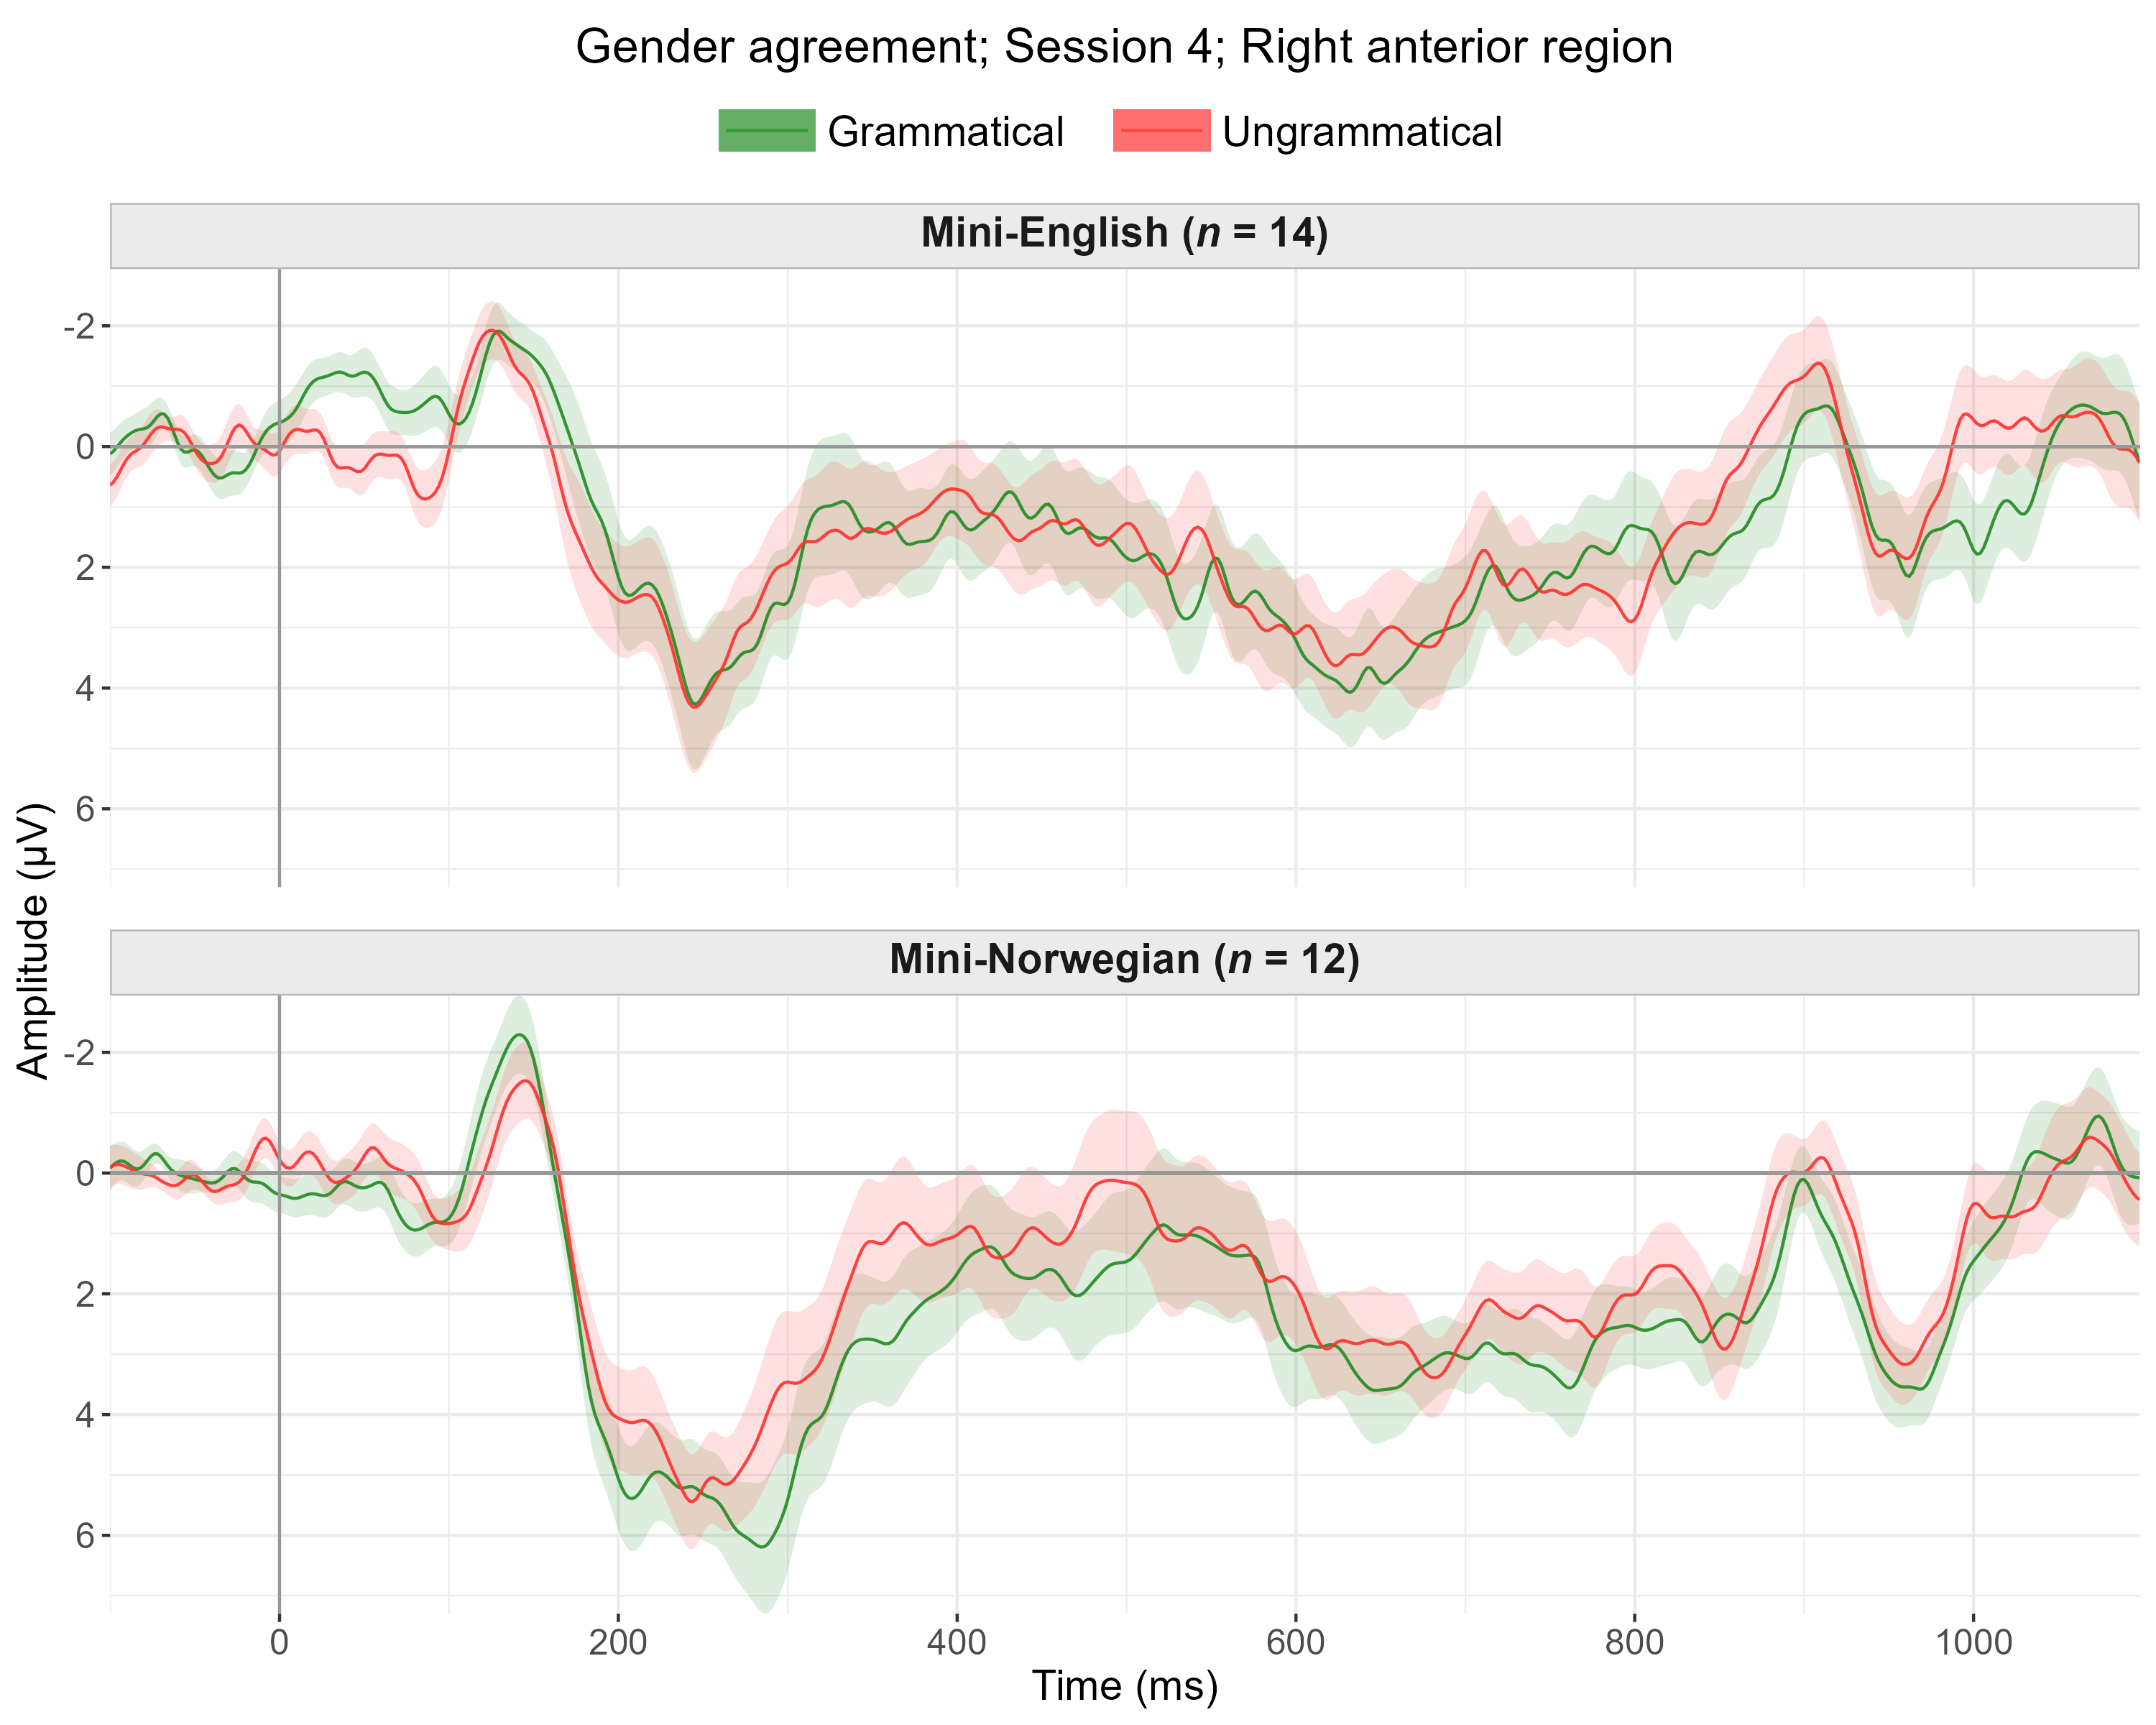 Gender agreement; Session 4; Right anterior region
Grammatical Ungrammatical
Mini-English (n = 14)
-2
0
2
4
6
Mini-Norwegian (n = 12)
-2
0
2
4
6
Amplitude (µV)
0 200 400 600 800 1000
Time (ms)